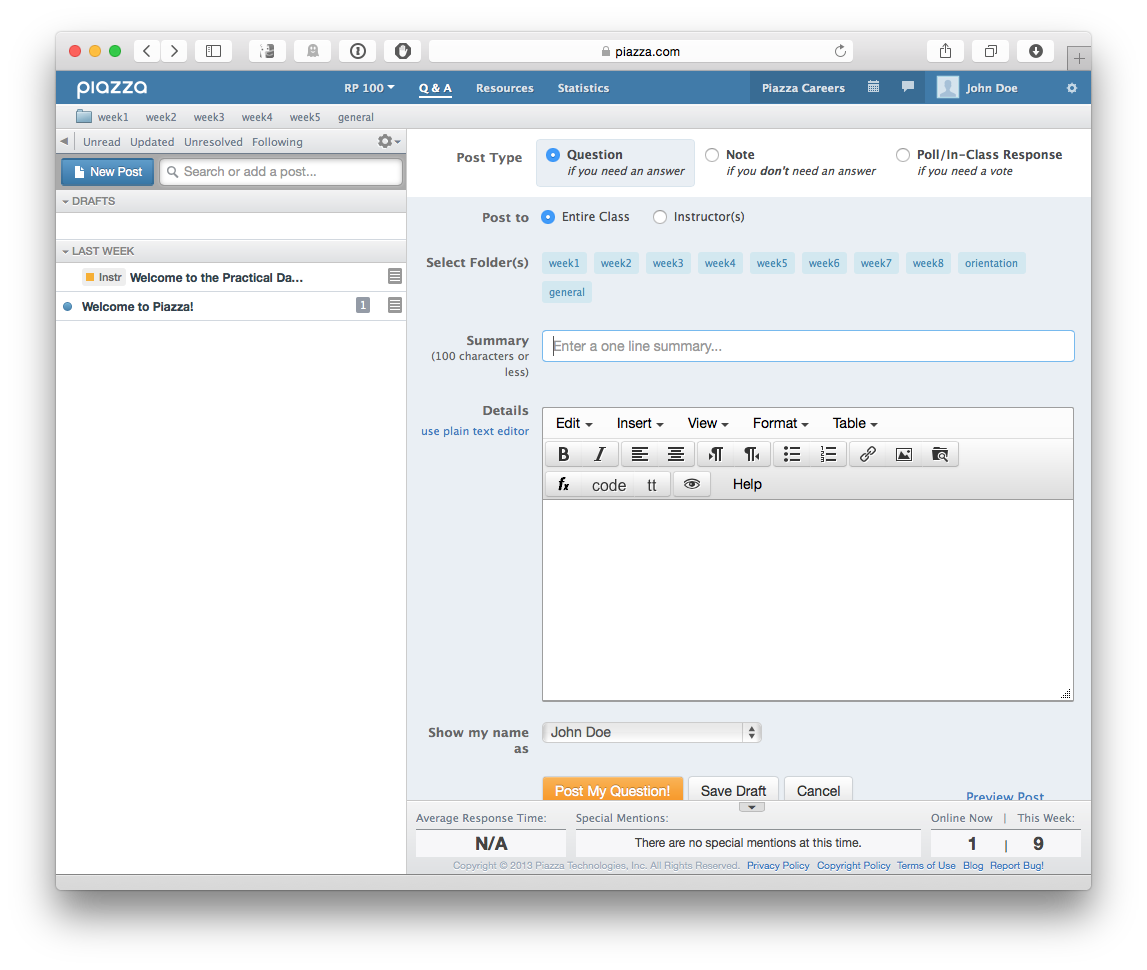 piazza.com
piazza RP 100 Q & A Resources Statistics Piazza Careers John Doe
week1 week2 week3 week4 week5 general
Unread Updated Unresolved Following
New Post Search or add a post...
DRAFTS
LAST WEEK
Instr Welcome to the Practical Da...
Welcome to Piazza! 1
Post Type Question Note Poll/In-Class Response
if you need an answer if you don't need an answer if you need a vote
Post to Entire Class Instructor(s)
Select Folder(s) week1 week2 week3 week4 week5 week6 week7 week8 orientation
general
Summary Enter a one line summary...
(100 characters or
less)
Details
use plain text editor
Edit Insert View Format Table
B I
fx code tt Help
Show my name John Doe
as
Post My Question! Save Draft Cancel Preview Post
Average Response Time: Special Mentions: Online Now | This Week:
N/A There are no special mentions at this time. 1 | 9
Copyright © 2013 Piazza Technologies, Inc. All Rights Reserved. Privacy Policy Copyright Policy Terms of Use Blog Report Bug!